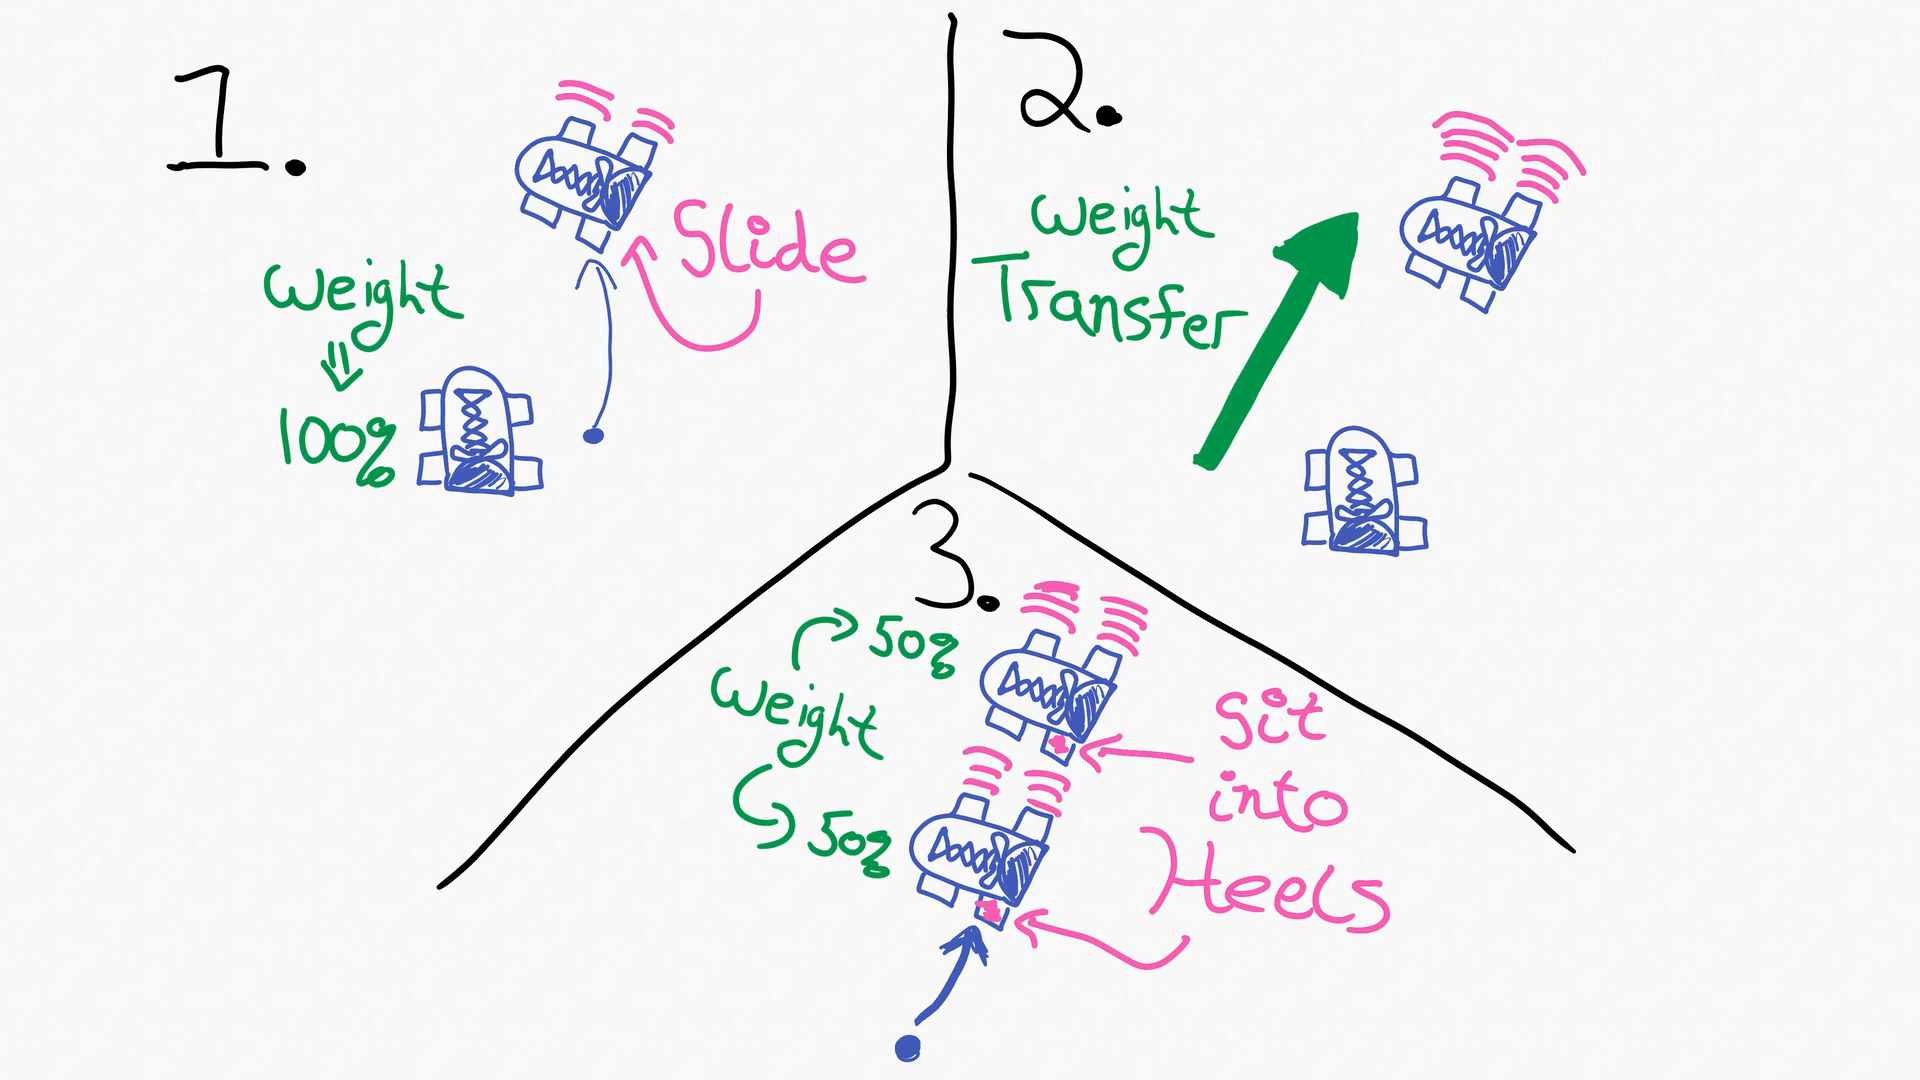 1.
Slide
Weight
100%
2.
Weight
Transfer
3.
50%
Weight
50%
Sit
into
Heels